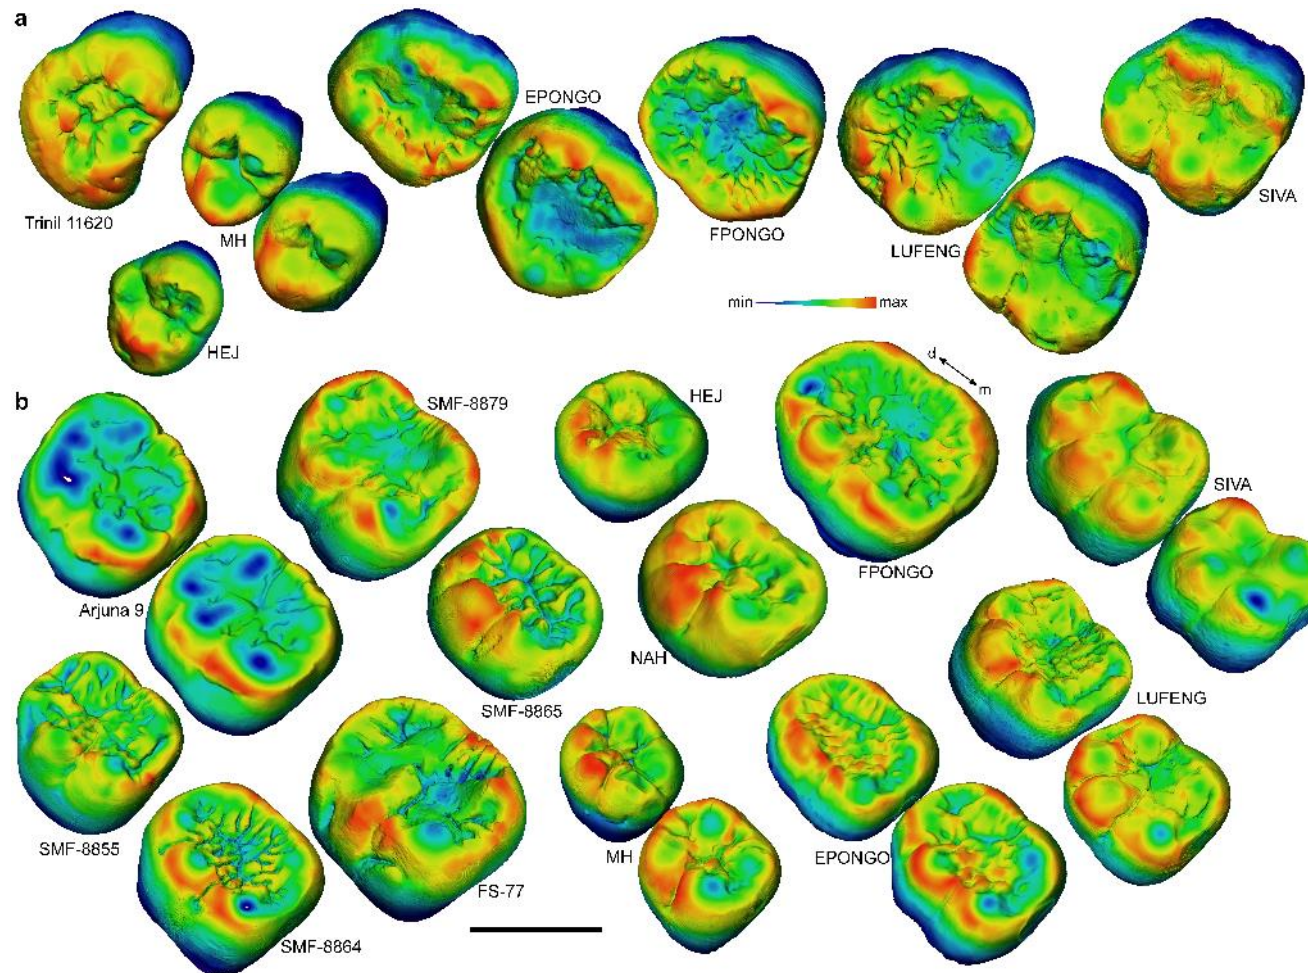 a
EPONGO
Trinil 11620
MH
FPONGO
LUFENG
SIVA
min
max
HEJ
b
SMF-8879
HEJ
d
m
SIVA
Arjuna 9
FPONGO
NAH
SMF-8865
LUFENG
SMF-8855
MH
EPONGO
FS-77
SMF-8864